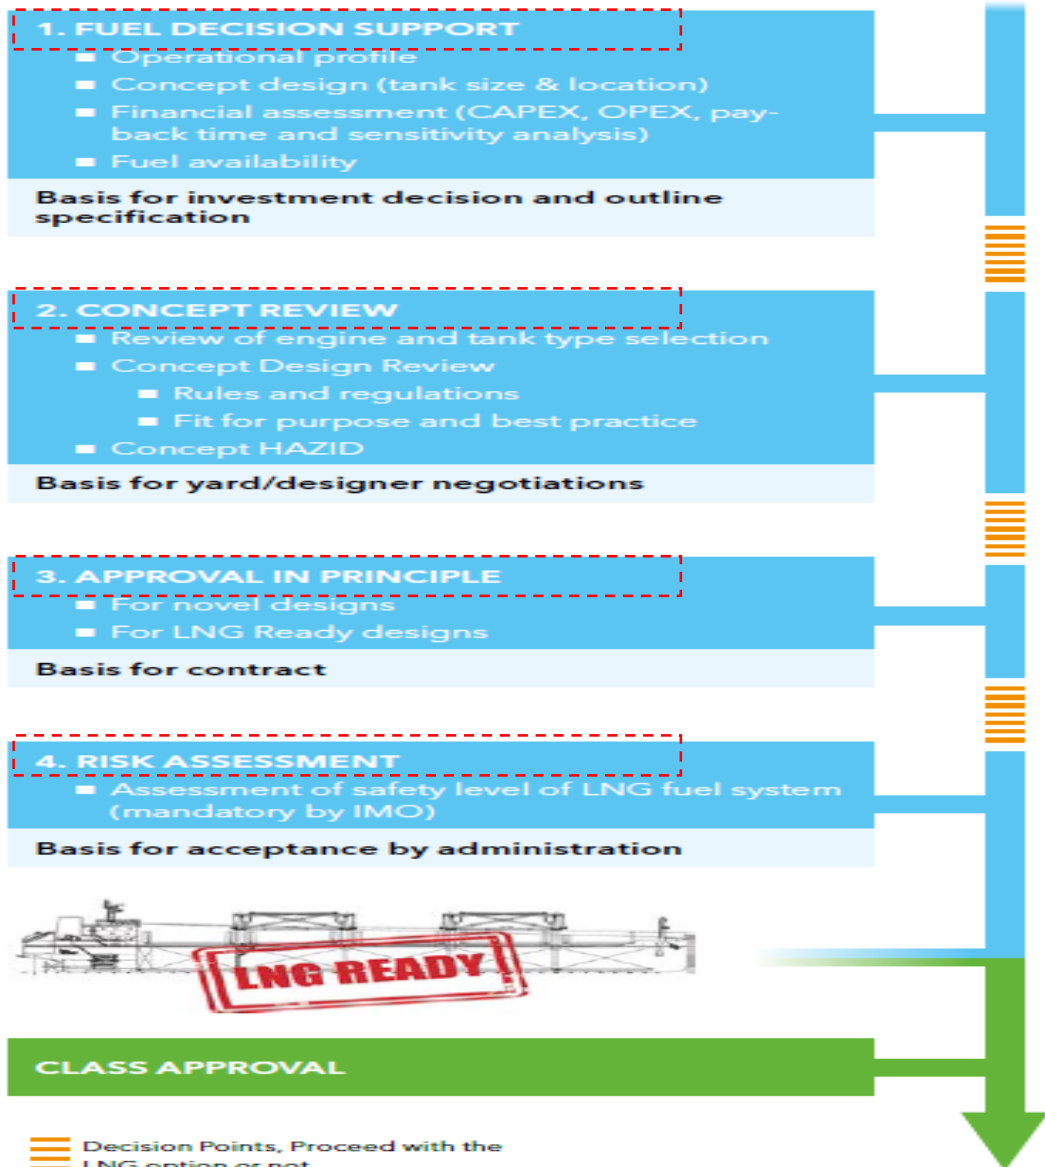 1. FUEL DECISION SUPPORT
Operational profile
Concept design (tank size & location)
Financial assessment (CAPEX, OPEX, pay-
back time and sensitivity analysis)
Fuel availability
Basis for investment decision and outline
specification
2. CONCEPT REVIEW
Review of engine and tank type selection
Concept Design Review
Rules and regulations
Fit for purpose and best practice
Concept HAZID
Basis for yard/designer negotiations
3. APPROVAL IN PRINCIPLE
For novel designs
For LNG Ready designs
Basis for contract
4. RISK ASSESSMENT
Assessment of safety level of LNG fuel system
(mandatory by IMO)
Basis for acceptance by administration
LNG READY
CLASS APPROVAL
Decision Points, Proceed with the
LNG option or not